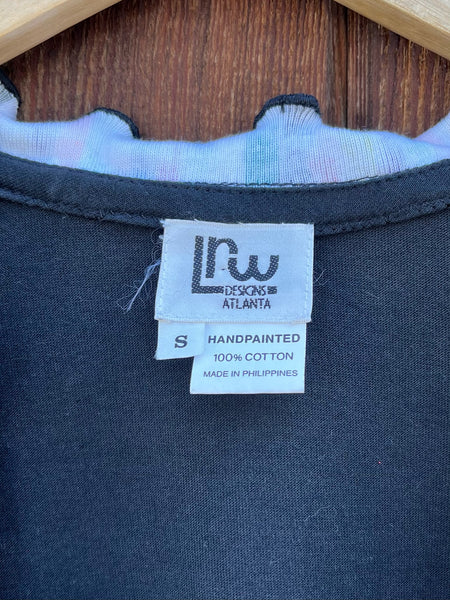 Lrw
DESIGNS
ATLANTA
S
HANDPAINTED
100% COTTON
MADE IN PHILIPPINES